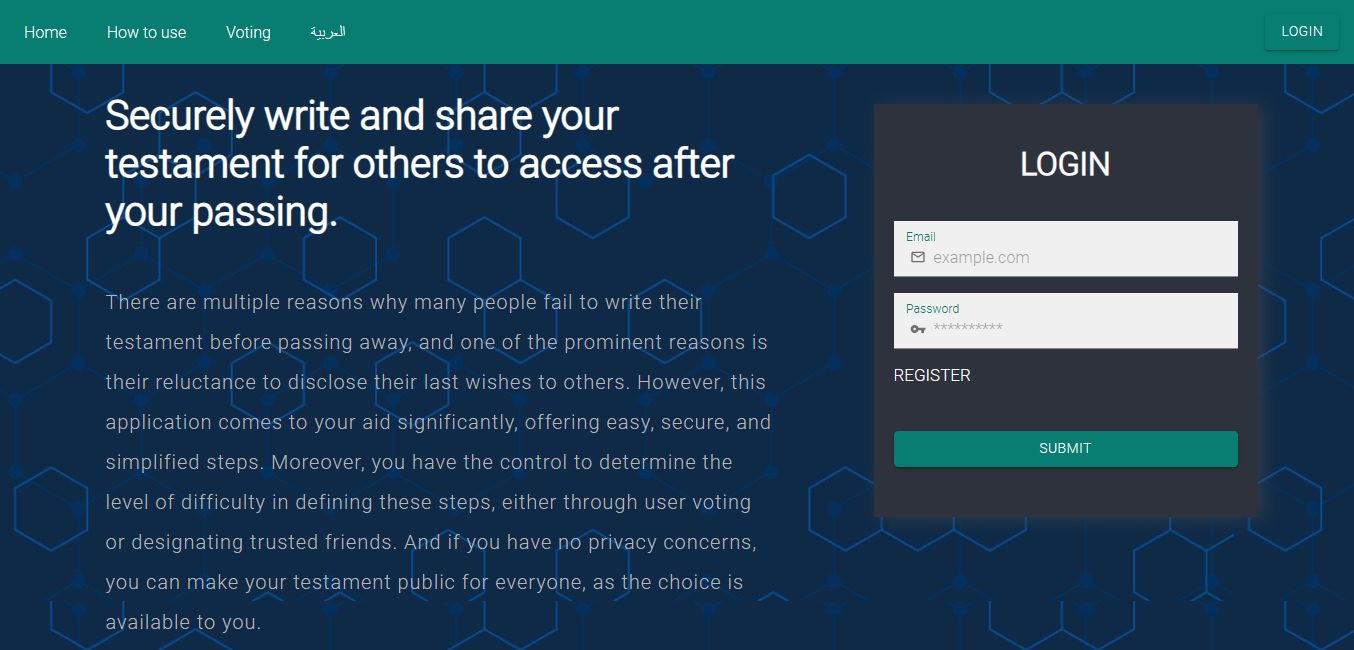 Home How to use Voting العربية LOGIN
Securely write and share your
testament for others to access after
your passing.
There are multiple reasons why many people fail to write their
testament before passing away, and one of the prominent reasons is
their reluctance to disclose their last wishes to others. However, this
application comes to your aid significantly, offering easy, secure, and
simplified steps. Moreover, you have the control to determine the
level of difficulty in defining these steps, either through user voting
or designating trusted friends. And if you have no privacy concerns,
you can make your testament public for everyone, as the choice is
available to you.
LOGIN
Email
example.com
Password
**********
REGISTER
SUBMIT